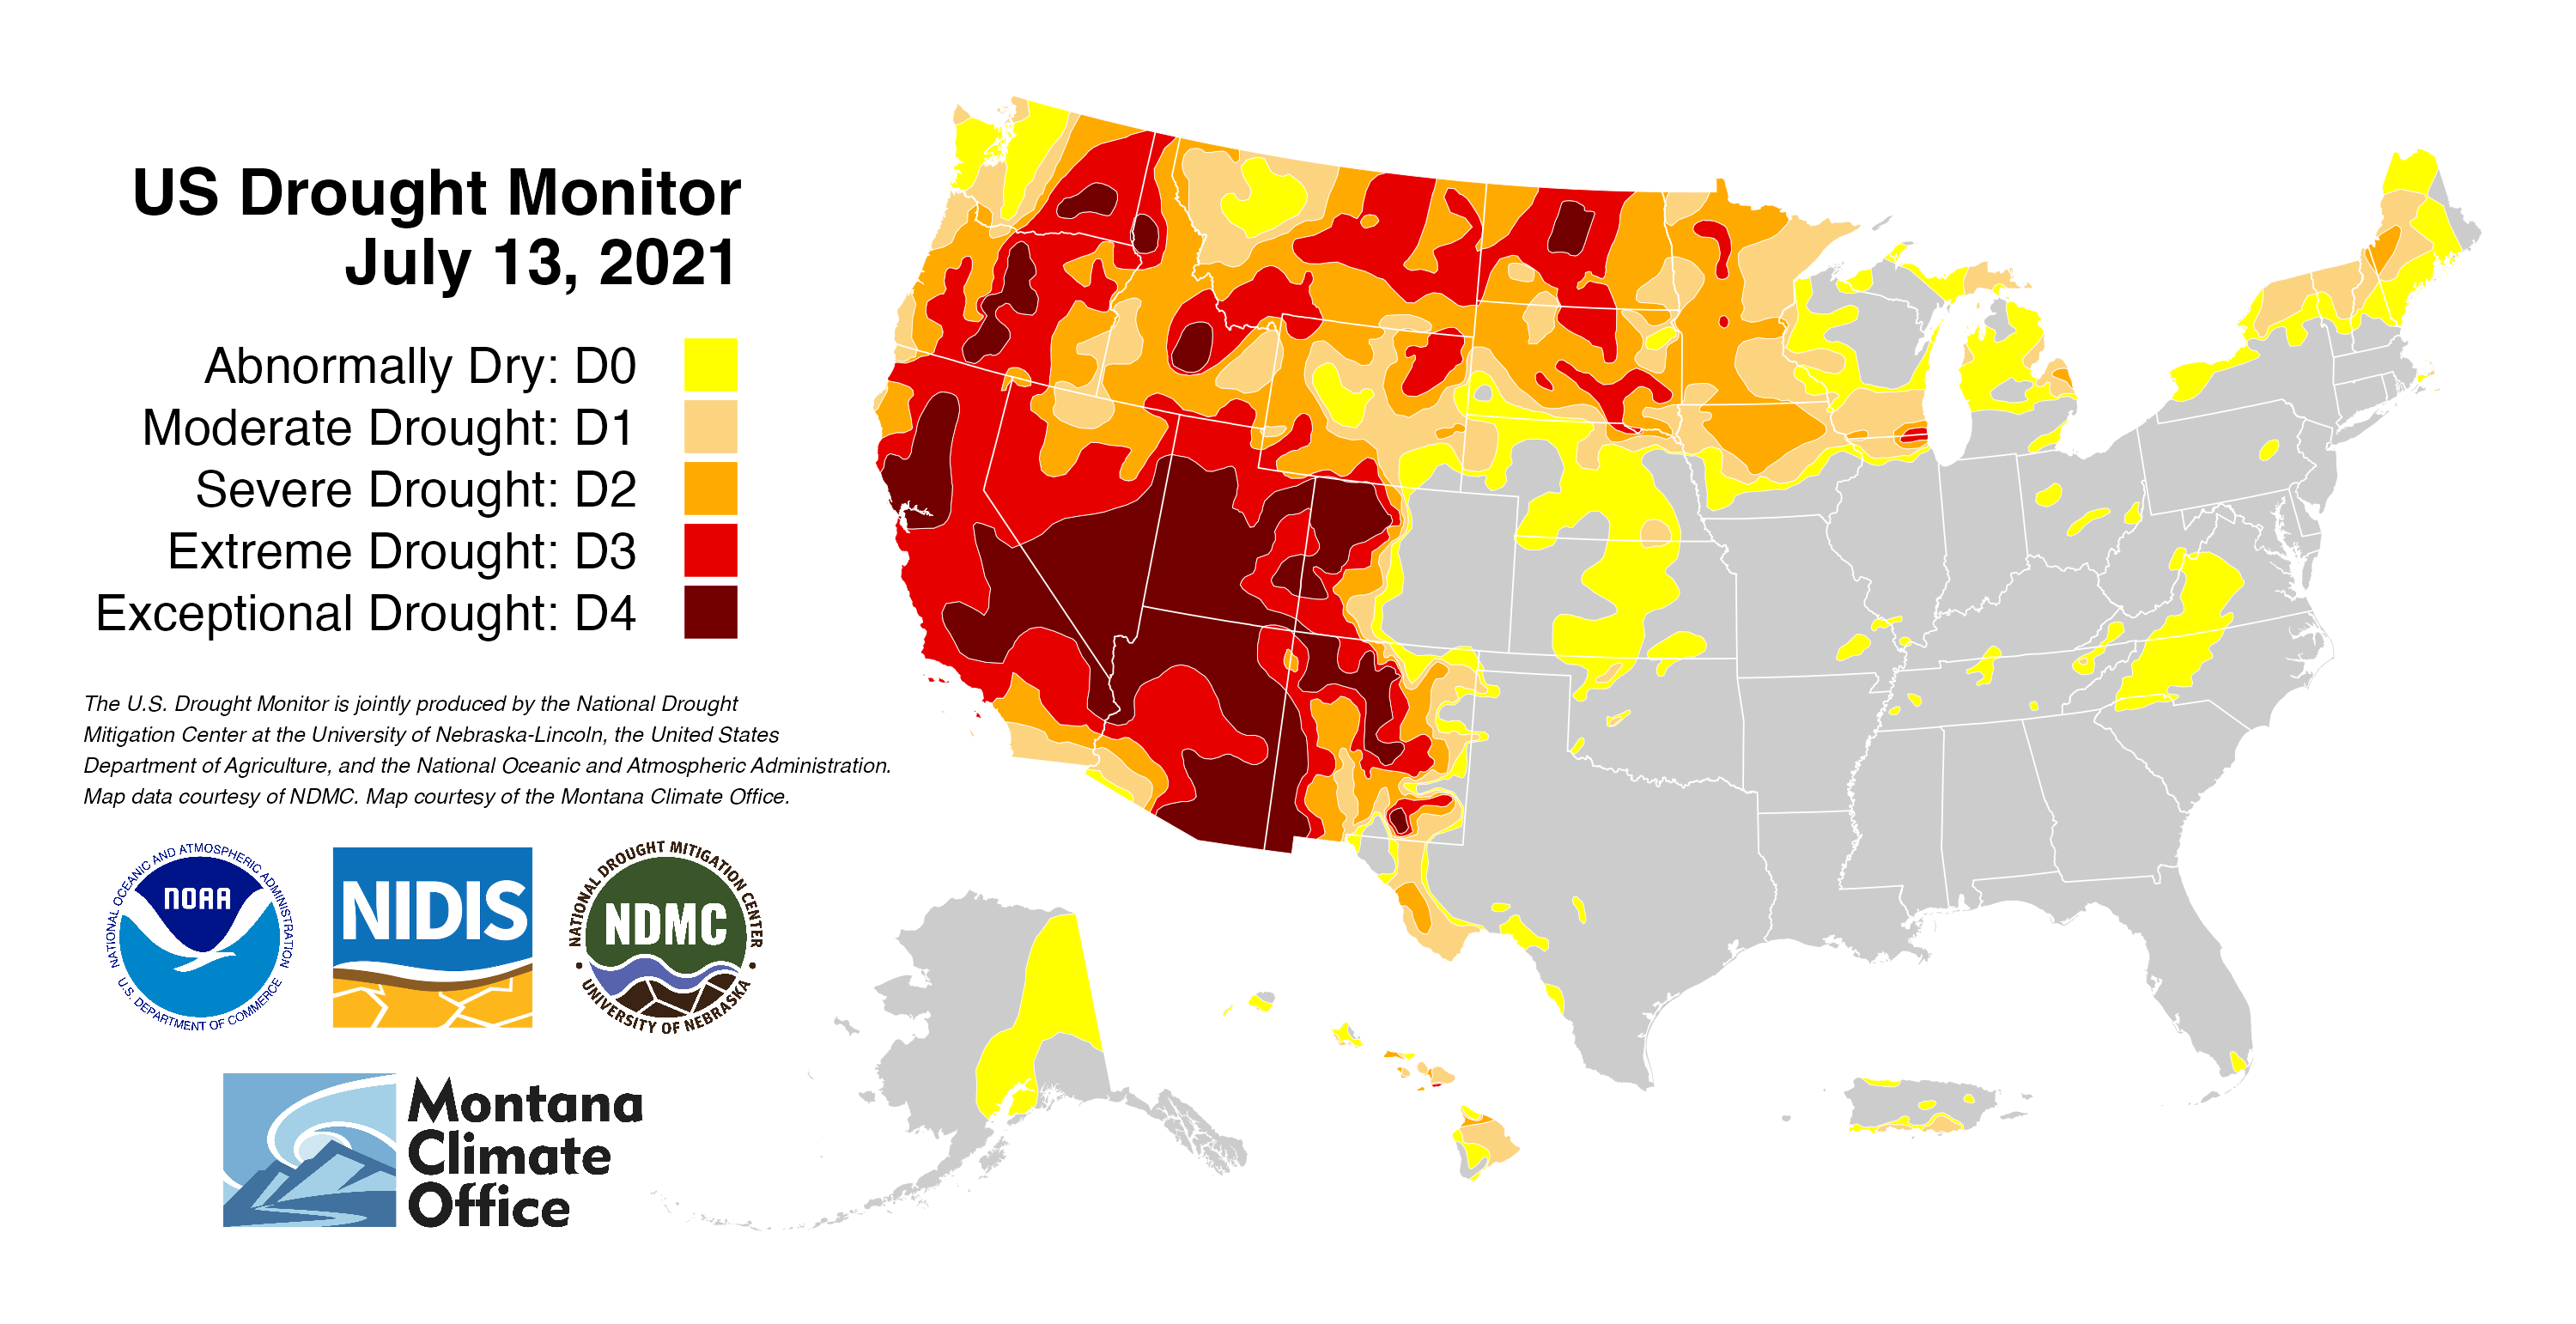 US Drought Monitor
July 13, 2021
Abnormally Dry: D0
Moderate Drought: D1
Severe Drought: D2
Extreme Drought: D3
Exceptional Drought: D4
The U.S. Drought Monitor is jointly produced by the National Drought
Mitigation Center at the University of Nebraska-Lincoln, the United States
Department of Agriculture, and the National Oceanic and Atmospheric Administration.
Map data courtesy of NDMC. Map courtesy of the Montana Climate Office.
NATIONAL OCEANIC AND ATMOSPHERIC ADMINISTRATION
NOAA
U.S. DEPARTMENT OF COMMERCE
NIDIS
NATIONAL DROUGHT MITIGATION CENTER
NDMC
UNIVERSITY OF NEBRASKA
Montana
Climate
Office